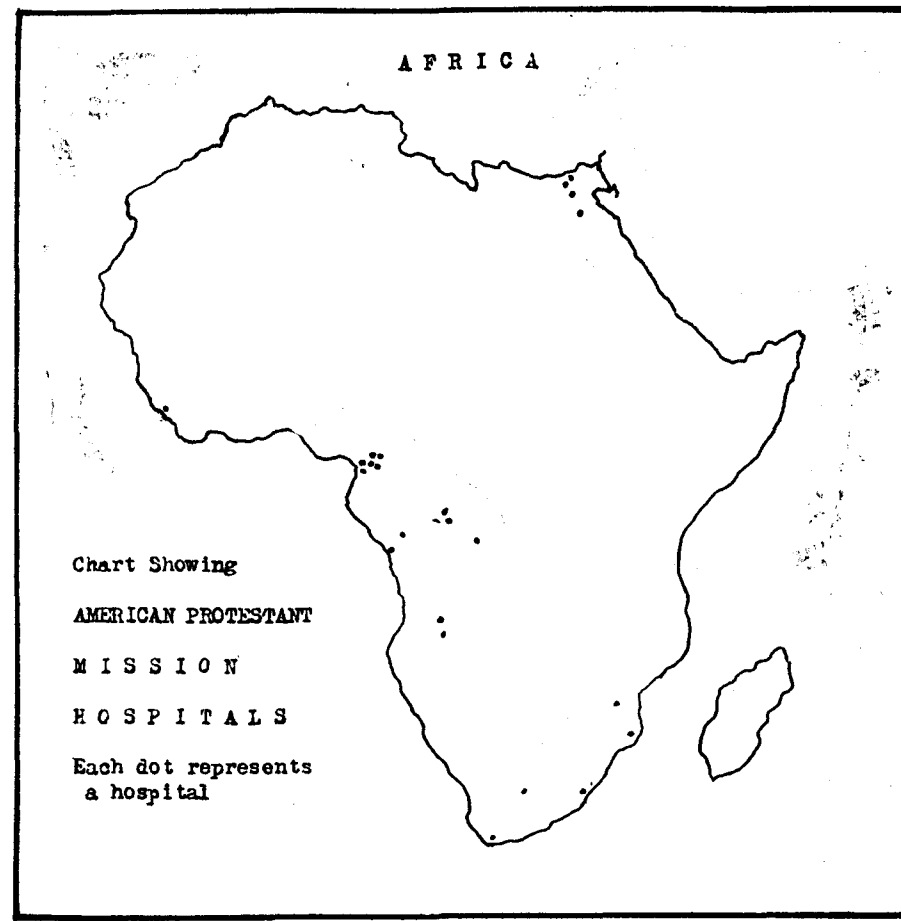 A F R I C A
Chart Showing
AMERICAN PROTESTANT
M I S S I O N
H O S P I T A L S
Each dot represents
a hospital